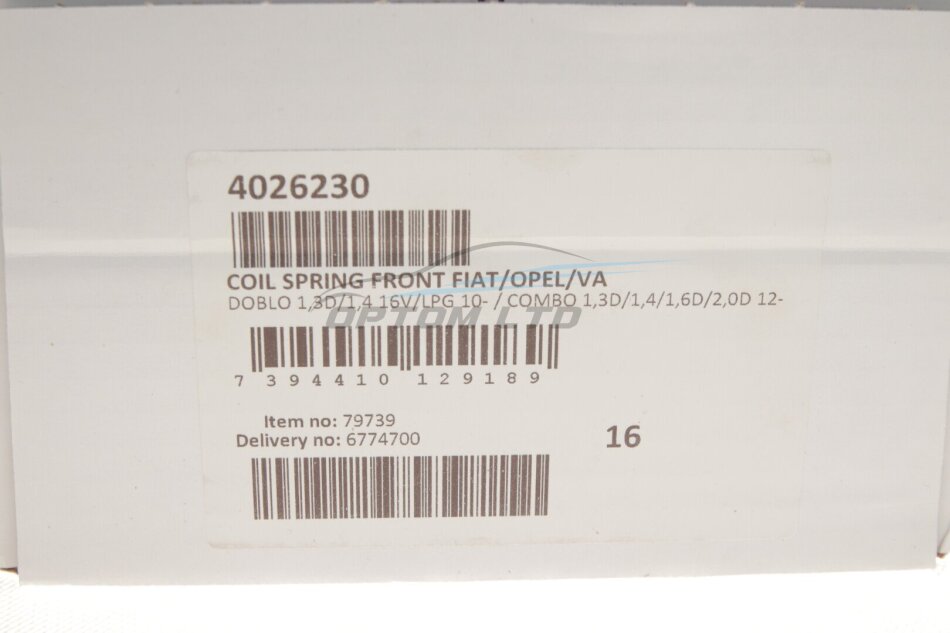 4026230
COIL SPRING FRONT FIAT/OPEL/VA
DOBLO 1,3D/1,4 16V/LPG 10- / COMBO 1,3D/1,4/1,6D/2,0D 12-
OPTOM LTD
7 394410 129189
Item no: 79739
Delivery no: 6774700
16